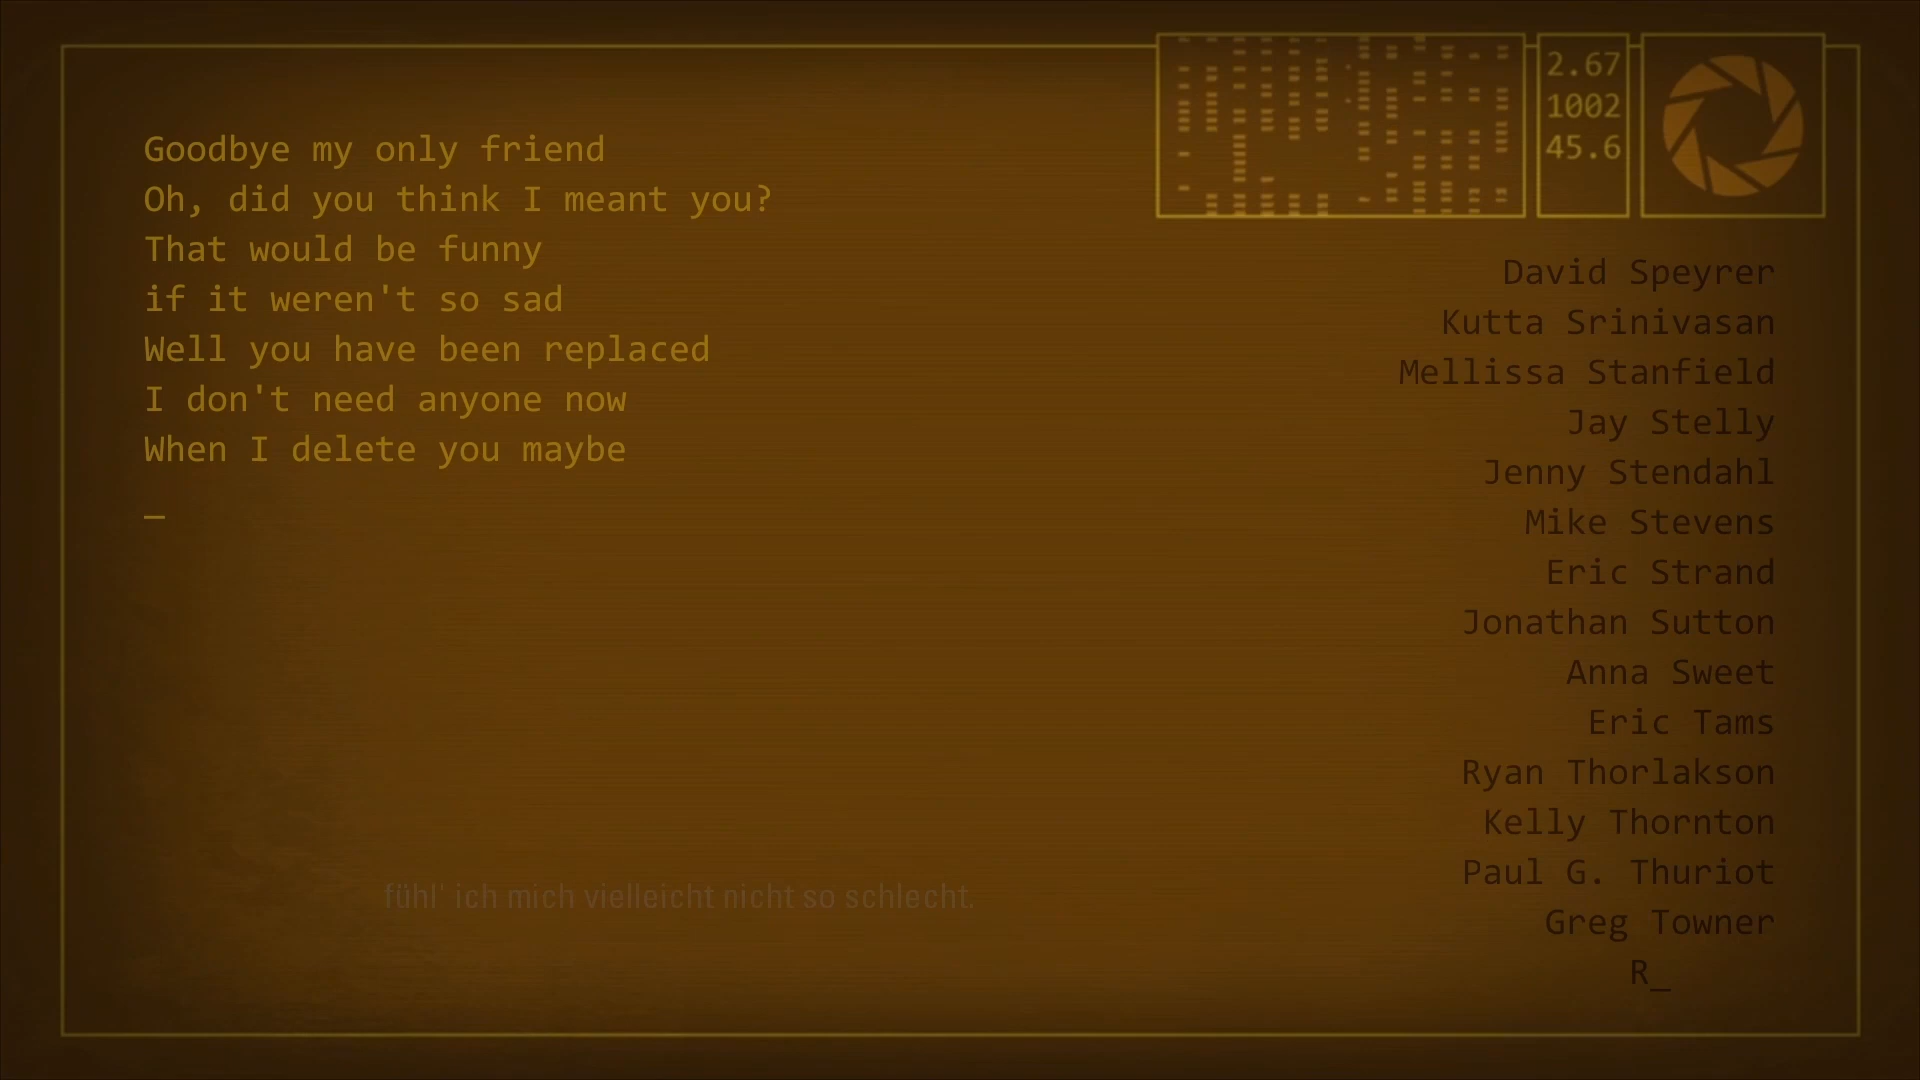 Goodbye my only friend
Oh, did you think I meant you?
That would be funny
if it weren't so sad
Well you have been replaced
I don't need anyone now
When I delete you maybe
_
2.67
1002
45.6
David Speyrer
Kutta Srinivasan
Mellissa Stanfield
Jay Stelly
Jenny Stendahl
Mike Stevens
Eric Strand
Jonathan Sutton
Anna Sweet
Eric Tams
Ryan Thorlakson
Kelly Thornton
Paul G. Thuriot
Greg Towner
R_
fühl' ich mich vielleicht nicht so schlecht.